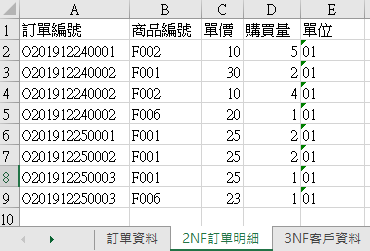 A B C D E
1 訂單編號 商品編號 單價 購買量 單位
2 O201912240001 F002 10 5 01
3 O201912240002 F001 30 2 01
4 O201912240002 F002 10 4 01
5 O201912240002 F006 20 1 01
6 O201912250001 F001 25 2 01
7 O201912250002 F001 25 2 01
8 O201912250003 F001 25 1 01
9 O201912250003 F006 23 1 01
10
訂單資料 2NF訂單明細 3NF客戶資料